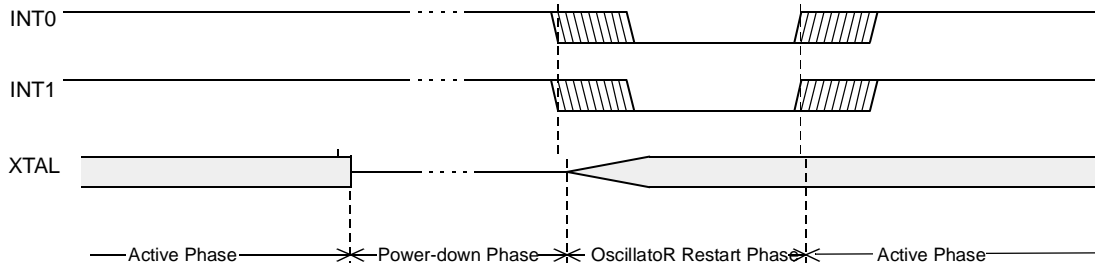 INT0
INT1
XTAL
Active Phase Power-down Phase OscillatoR Restart Phase Active Phase